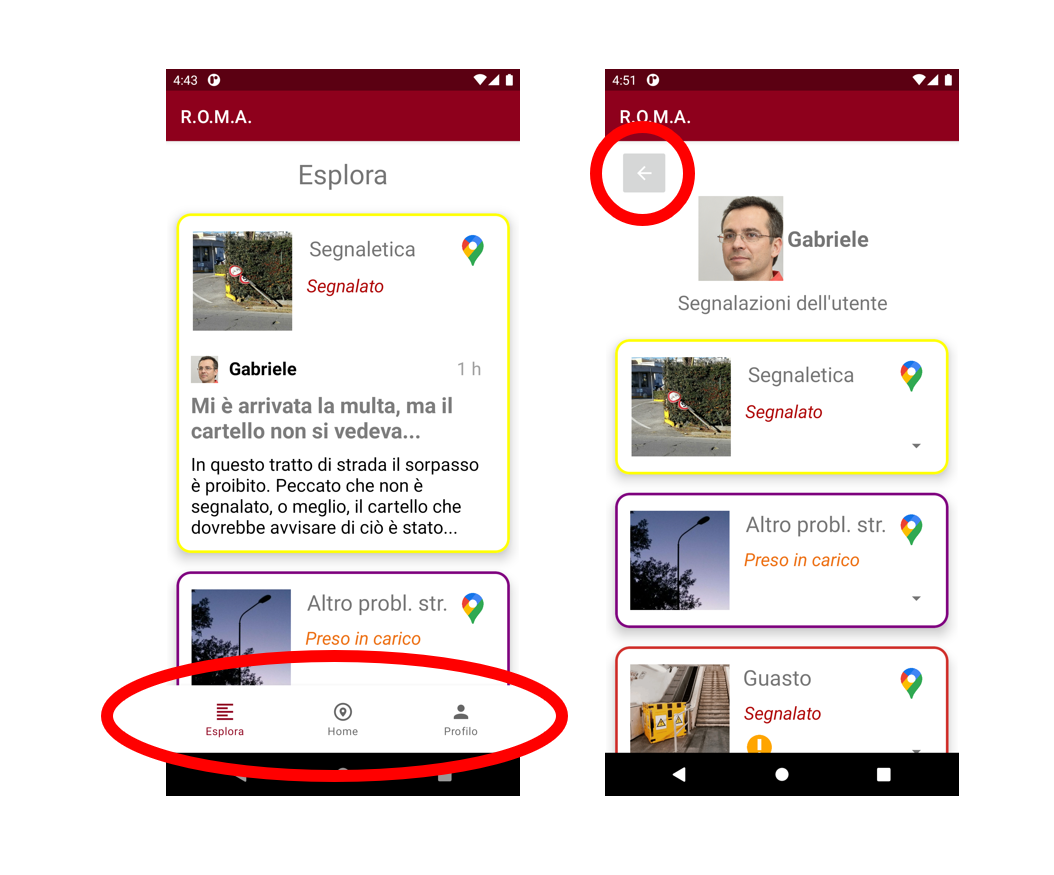 4:43
R.O.M.A.
Esplora
Segnaletica
Segnalato
Gabriele 1 h
Mi è arrivata la multa, ma il
cartello non si vedeva...
In questo tratto di strada il sorpasso
è proibito. Peccato che non è
segnalato, o meglio, il cartello che
dovrebbe avvisare di ciò è stato...
Altro probl. str.
Preso in carico
Esplora Home Profilo
4:51
R.O.M.A.
Gabriele
Segnalazioni dell'utente
Segnaletica
Segnalato
Altro probl. str.
Preso in carico
Guasto
Segnalato